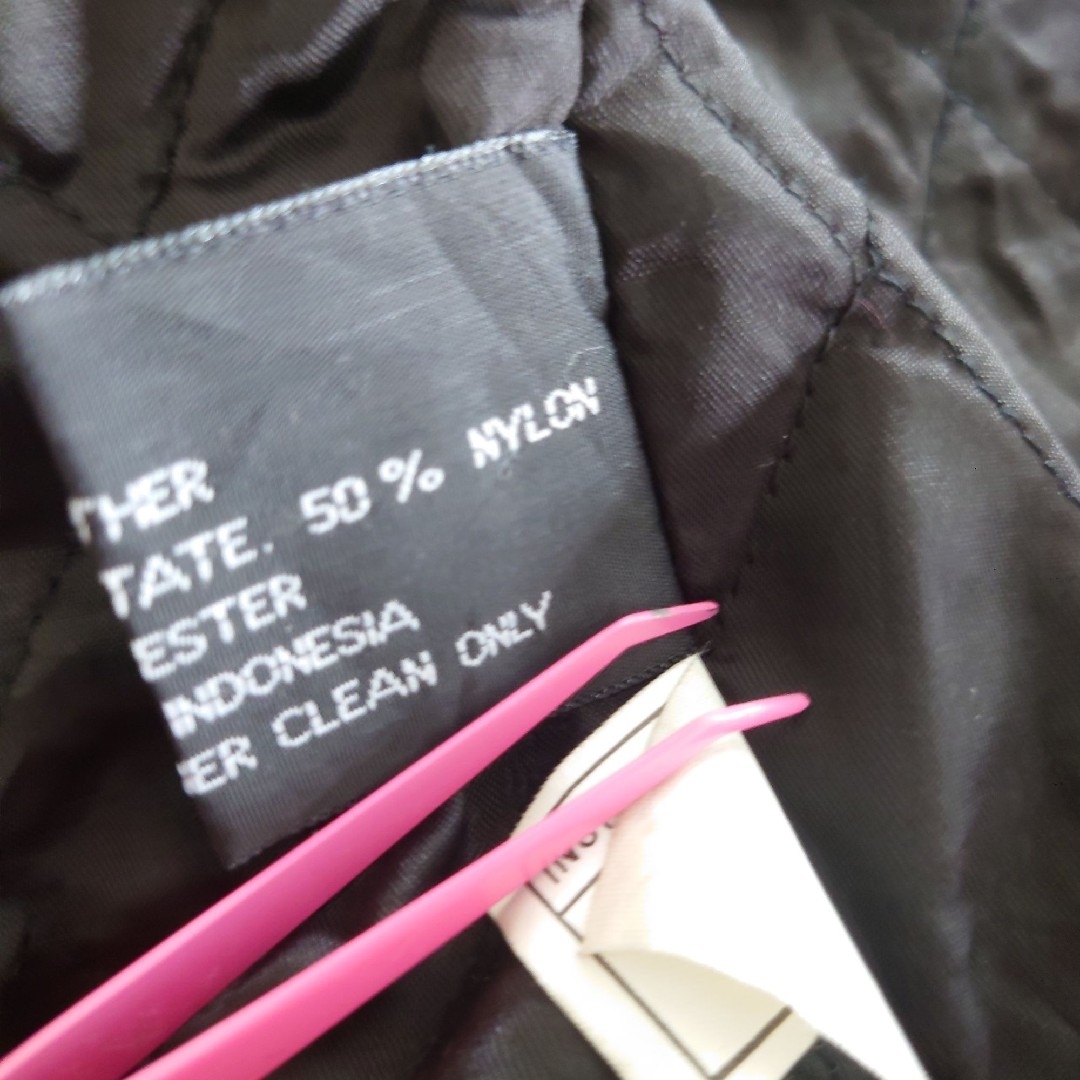 THER
TATE. 50% NYLON
ESTER
INDONESIA
ER CLEAN ONLY